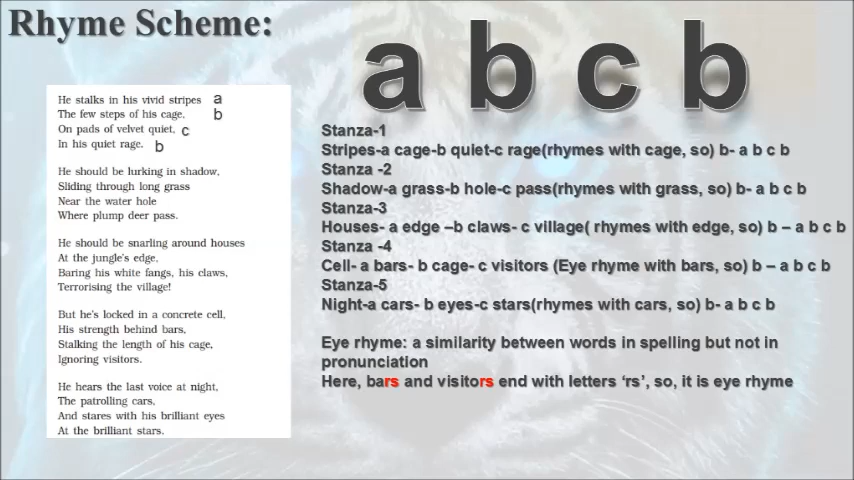 Rhyme Scheme:
a b c b
He stalks in his vivid stripes a
The few steps of his cage, b
On pads of velvet quiet, c
In his quiet rage. b
He should be lurking in shadow,
Sliding through long grass
Near the water hole
Where plump deer pass.
He should be snarling around houses
At the jungle's edge,
Baring his white fangs, his claws,
Terrorising the village!
But he's locked in a concrete cell,
His strength behind bars,
Stalking the length of his cage,
Ignoring visitors.
He hears the last voice at night,
The patrolling cars,
And stares with his brilliant eyes
At the brilliant stars.
Stanza-1
Stripes-a cage-b quiet-c rage(rhymes with cage, so) b- a b c b
Stanza -2
Shadow-a grass-b hole-c pass(rhymes with grass, so) b- a b c b
Stanza-3
Houses- a edge –b claws- c village( rhymes with edge, so) b – a b c b
Stanza -4
Cell- a bars- b cage- c visitors (Eye rhyme with bars, so) b – a b c b
Stanza-5
Night-a cars- b eyes-c stars(rhymes with cars, so) b- a b c b
Eye rhyme: a similarity between words in spelling but not in
pronunciation
Here, bars and visitors end with letters ‘rs’, so, it is eye rhyme